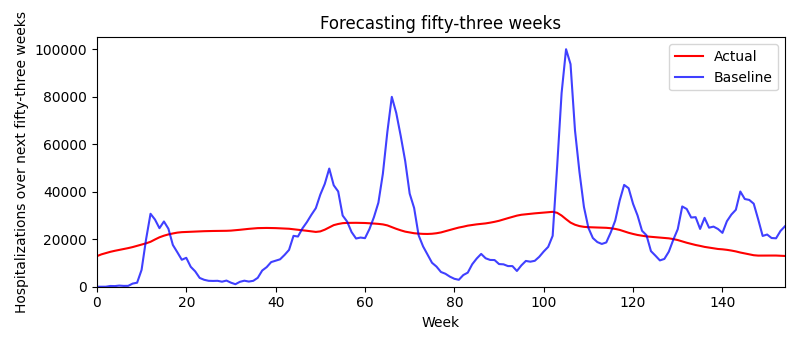 Forecasting fifty-three weeks
Hospitalizations over next fifty-three weeks
100000
80000
60000
40000
20000
0
Actual
Baseline
0 20 40 60 80 100 120 140
Week